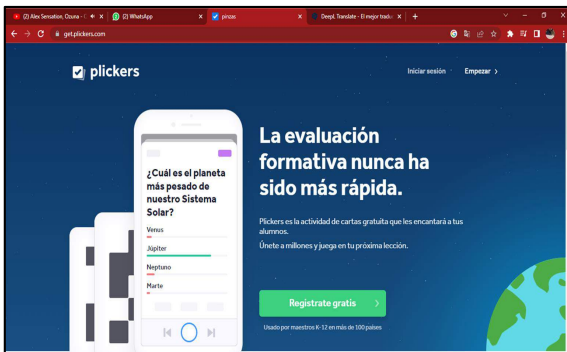 (2) Alex Sensation, Ozuna -
(2) WhatsApp
pinzas
DeepL Translate - El mejor traduc
get.plickers.com
plickers
Iniciar sesión
Empezar >
¿Cuál es el planeta
más pesado de
nuestro Sistema
Solar?
Venus
Júpiter
Neptuno
Marte
La evaluación
formativa nunca ha
sido más rápida.
Plickers es la actividad de cartas gratuita que les encantará a tus
alumnos.
Únete a millones y juega en tu próxima lección.
Registrate gratis
Usado por maestros K-12 en más de 100 países